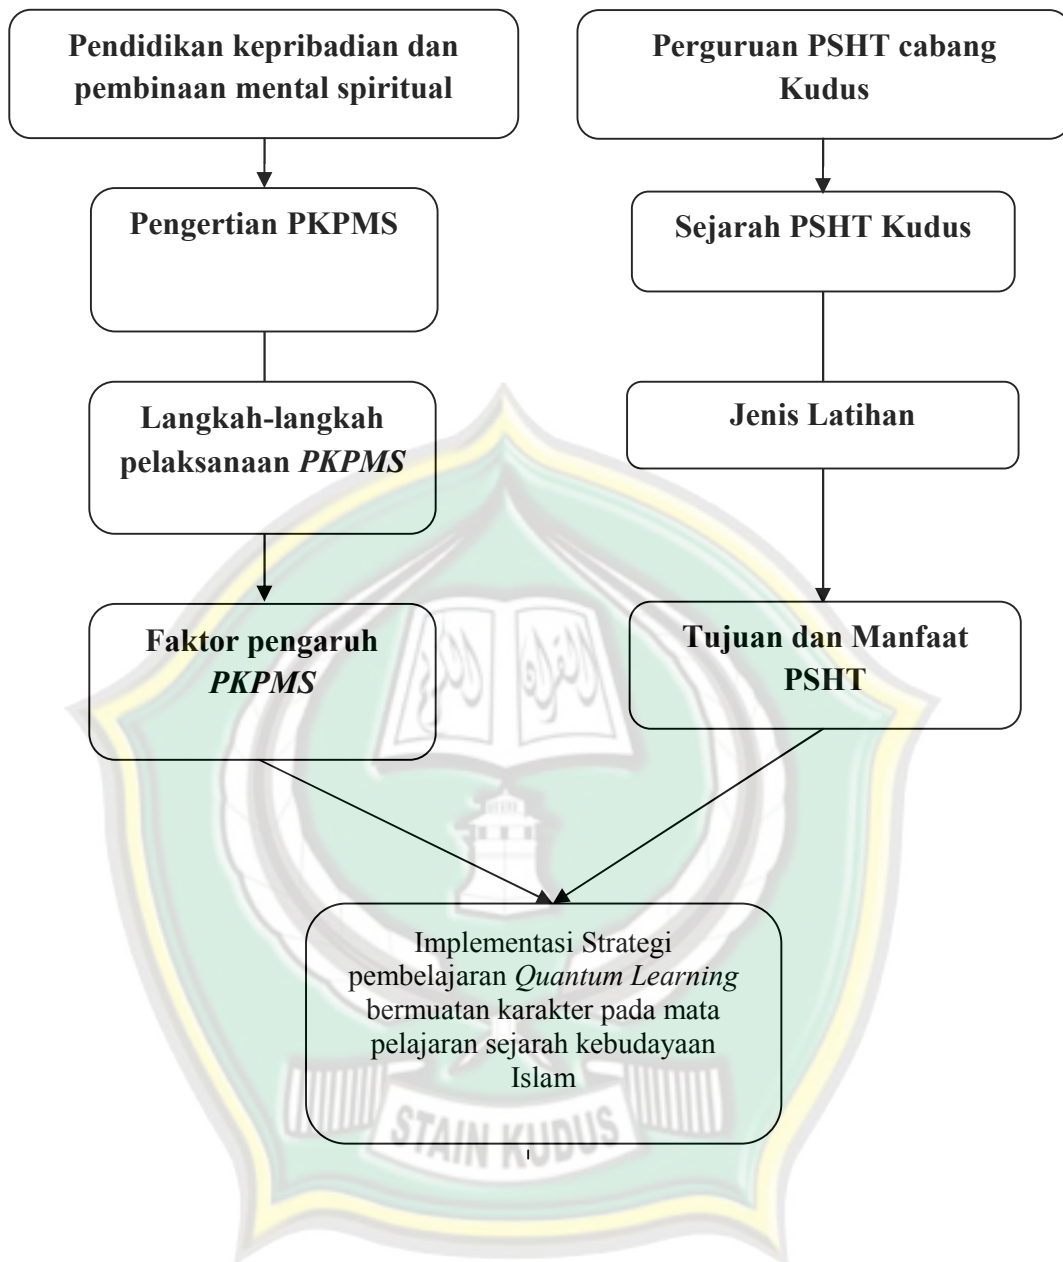 Pendidikan kepribadian dan
pembinaan mental spiritual
Perguruan PSHT cabang
Kudus
Pengertian PKPMS
Sejarah PSHT Kudus
Langkah-langkah
pelaksanaan PKPMS
Jenis Latihan
Faktor pengaruh
PKPMS
Tujuan dan Manfaat
PSHT
Implementasi Strategi
pembelajaran Quantum Learning
bermuatan karakter pada mata
pelajaran sejarah kebudayaan
Islam
STAIN KUDUS